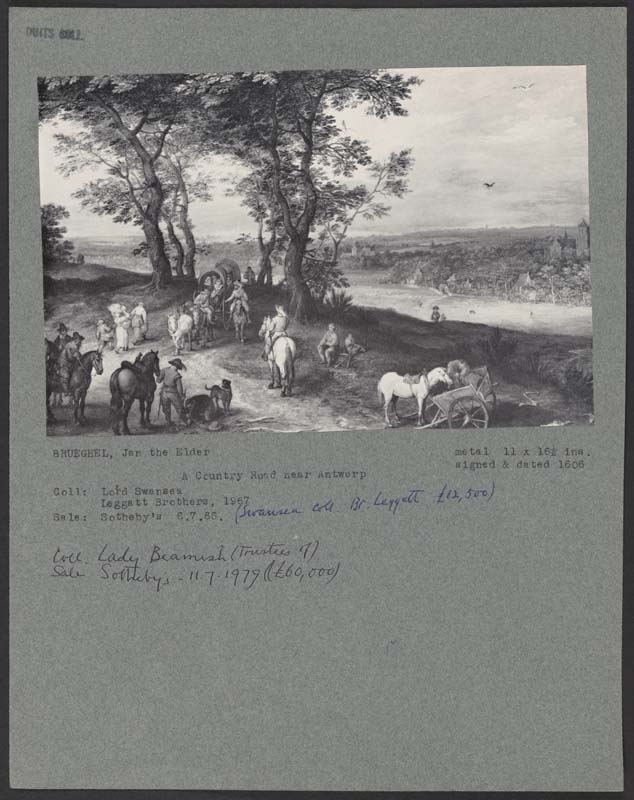 DUITS COLL.
BRUEGHEL, Jan the Elder
metal 11 x 16½ ins.
signed & dated 1606
A Country Road near Antwerp
Coll: Lord Swansea
Leggatt Brothers, 1967
Sale: Sotheby's 6.7.66. (Swansea coll. Bt Leggatt £12,500)
Coll. Lady Beamish (Trustees of)
Sale Sotheby's - 11.7.1979 (£60,000)